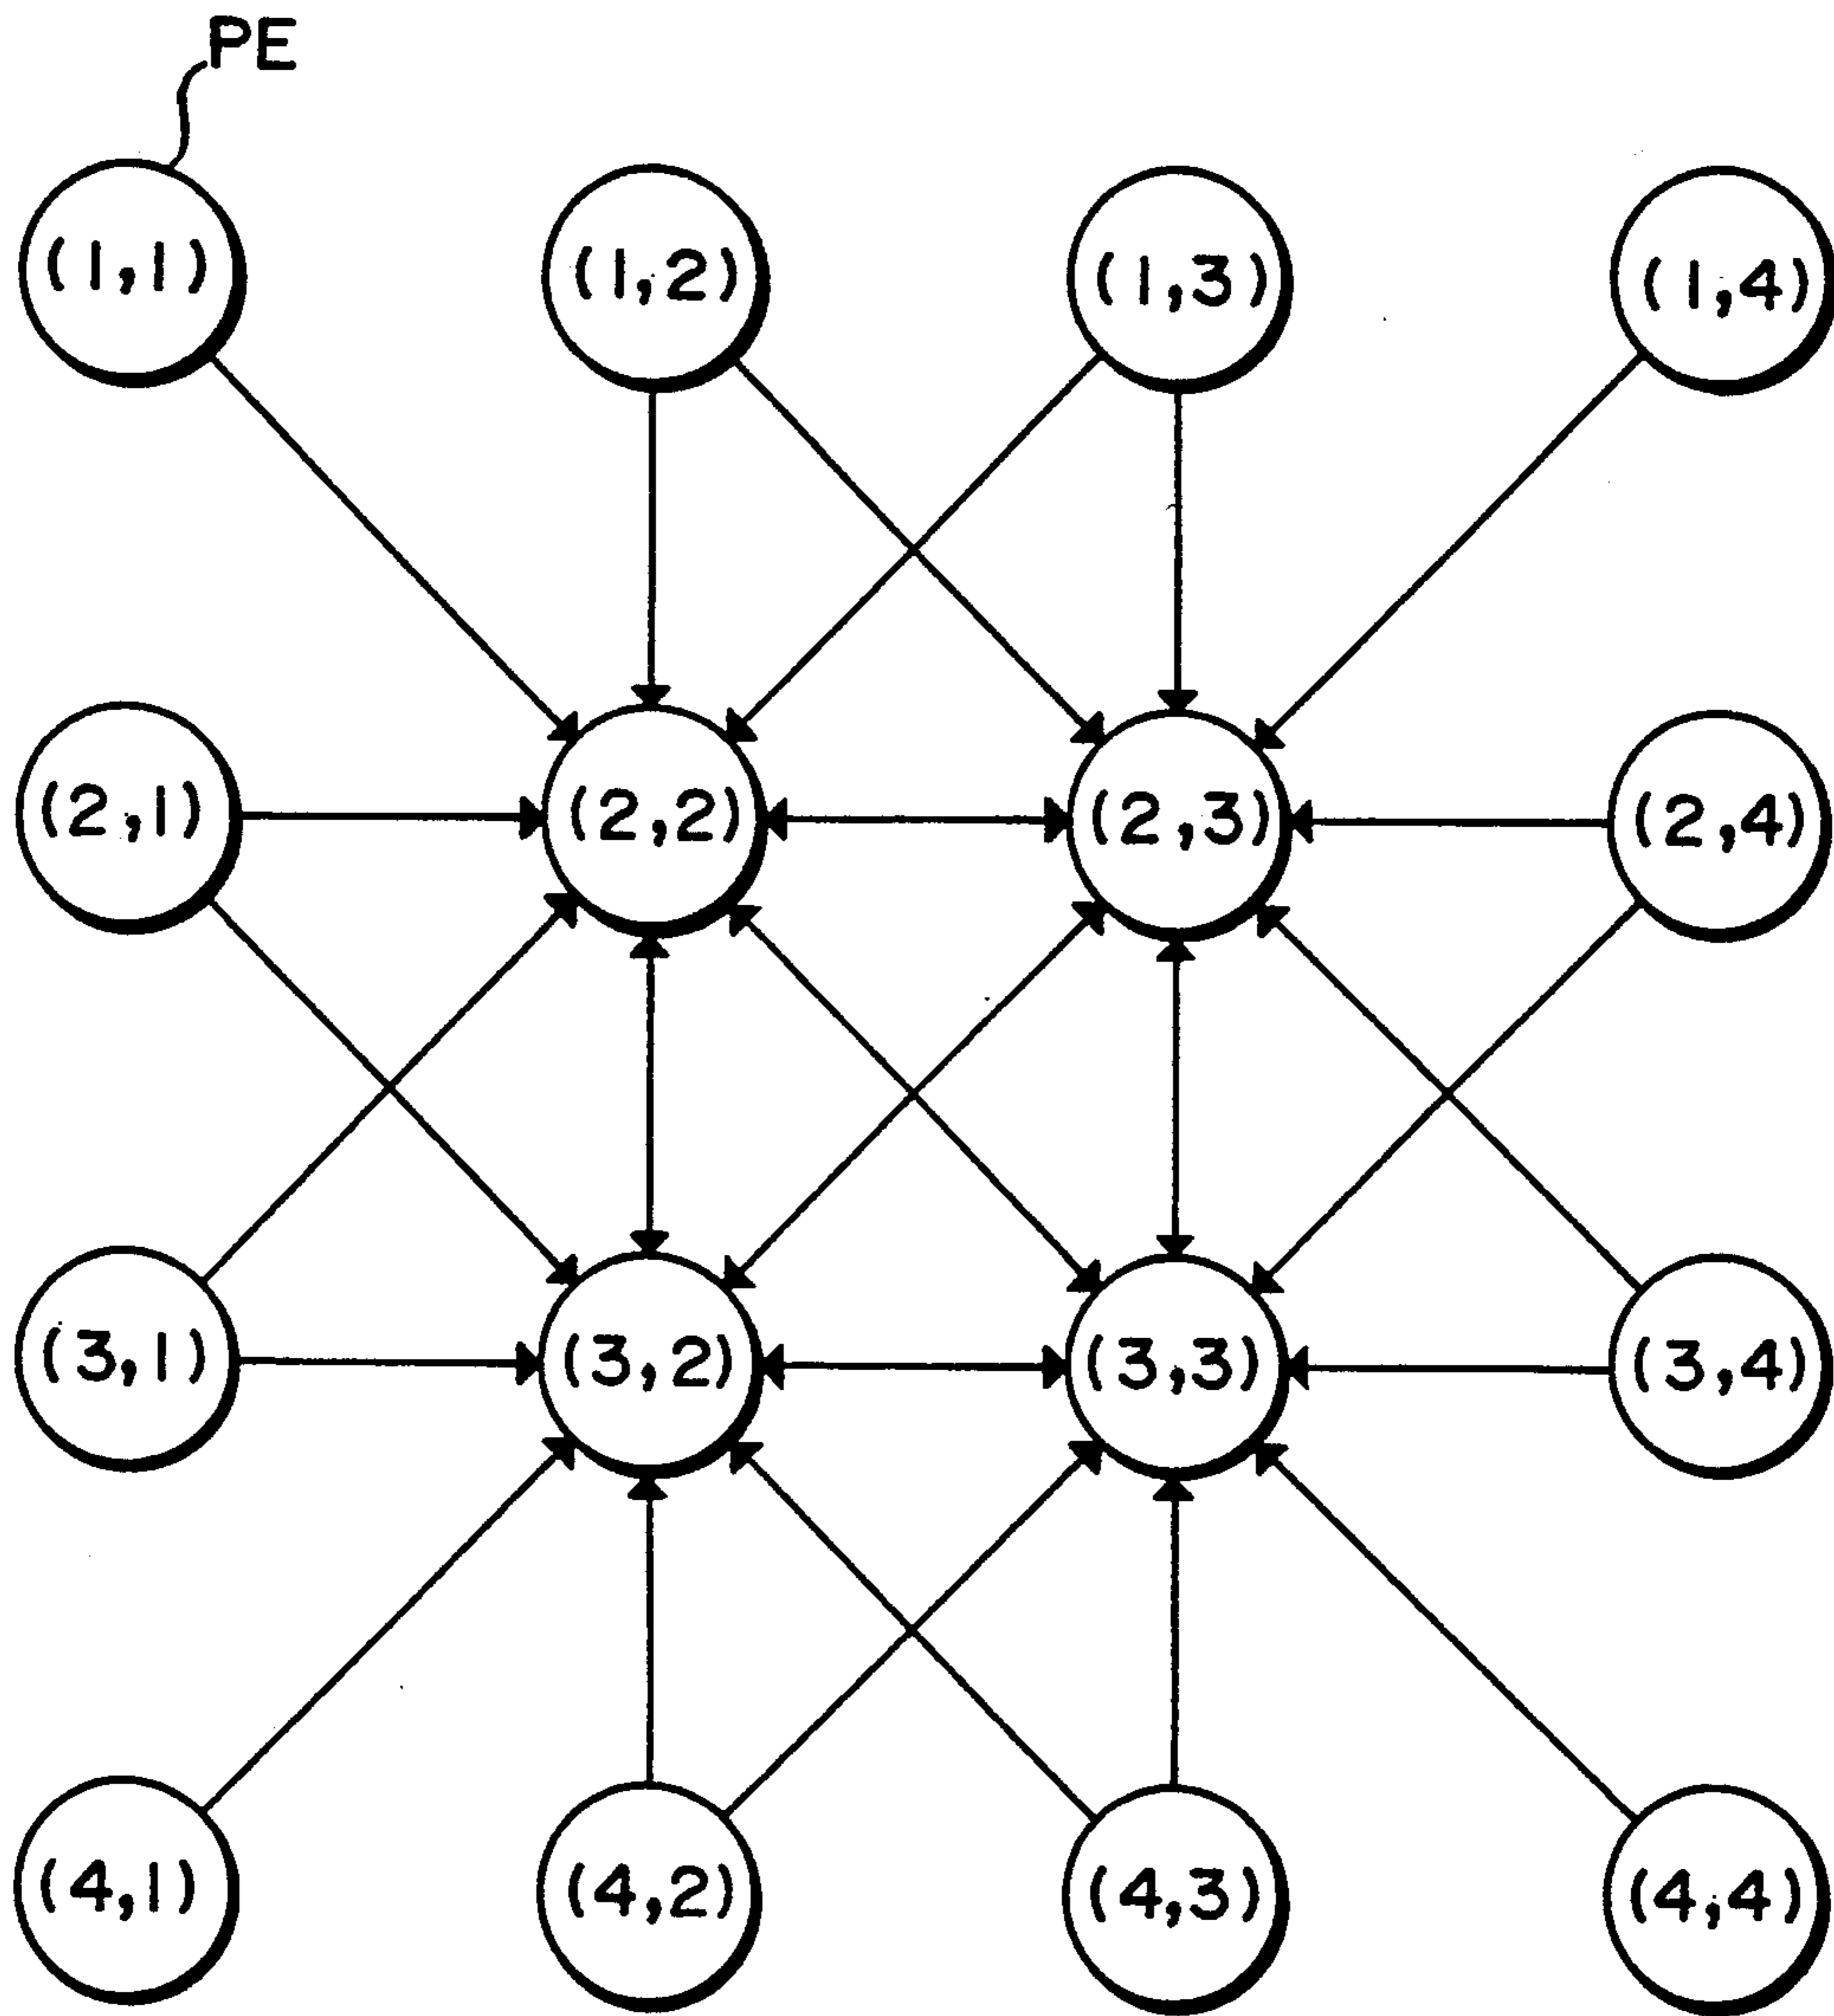 PE
(1,1) (1,2) (1,3) (1,4)
(2,1) (2,2) (2,3) (2,4)
(3,1) (3,2) (3,3) (3,4)
(4,1) (4,2) (4,3) (4,4)